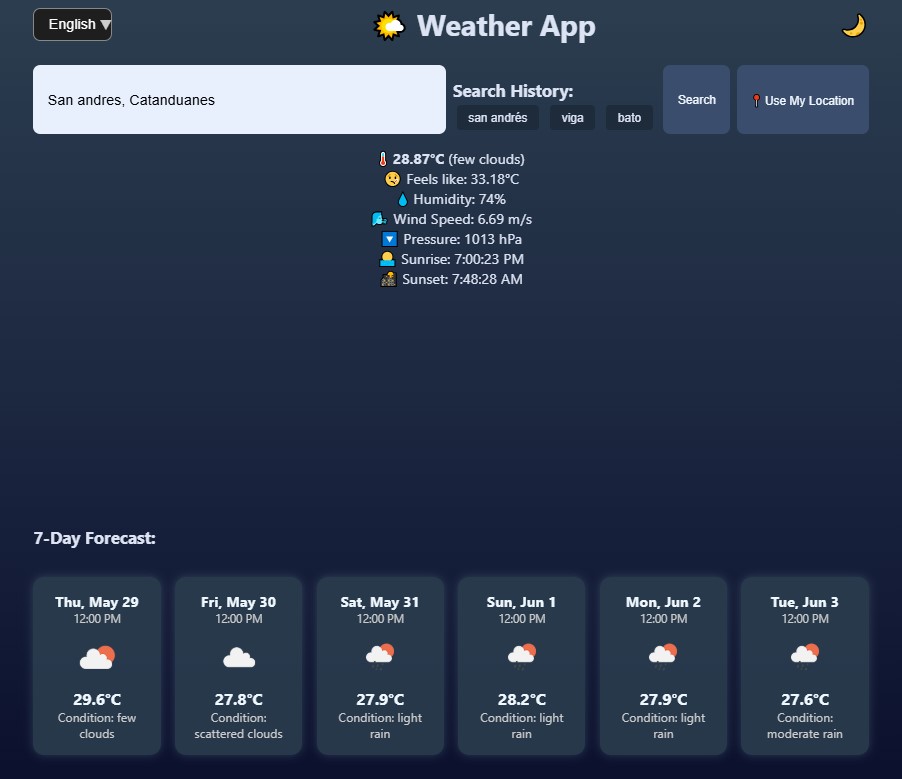 English
Weather App
San andres, Catanduanes
Search History:
san andrés viga bato
Search
Use My Location
28.87°C (few clouds)
Feels like: 33.18°C
Humidity: 74%
Wind Speed: 6.69 m/s
Pressure: 1013 hPa
Sunrise: 7:00:23 PM
Sunset: 7:48:28 AM
7-Day Forecast:
Thu, May 29
12:00 PM
29.6°C
Condition: few
clouds
Fri, May 30
12:00 PM
27.8°C
Condition:
scattered clouds
Sat, May 31
12:00 PM
27.9°C
Condition: light
rain
Sun, Jun 1
12:00 PM
28.2°C
Condition: light
rain
Mon, Jun 2
12:00 PM
27.9°C
Condition: light
rain
Tue, Jun 3
12:00 PM
27.6°C
Condition:
moderate rain